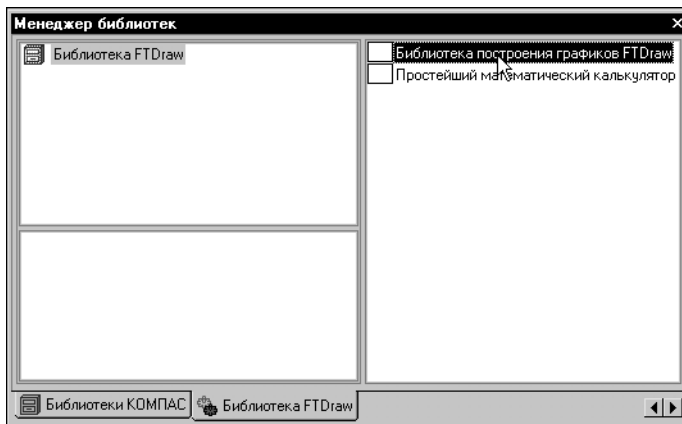 Менеджер библиотек
Библиотека FTDraw
Библиотека построения графиков FTDraw
Простейший математический калькулятор
Библиотеки КОМПАС
Библиотека FTDraw